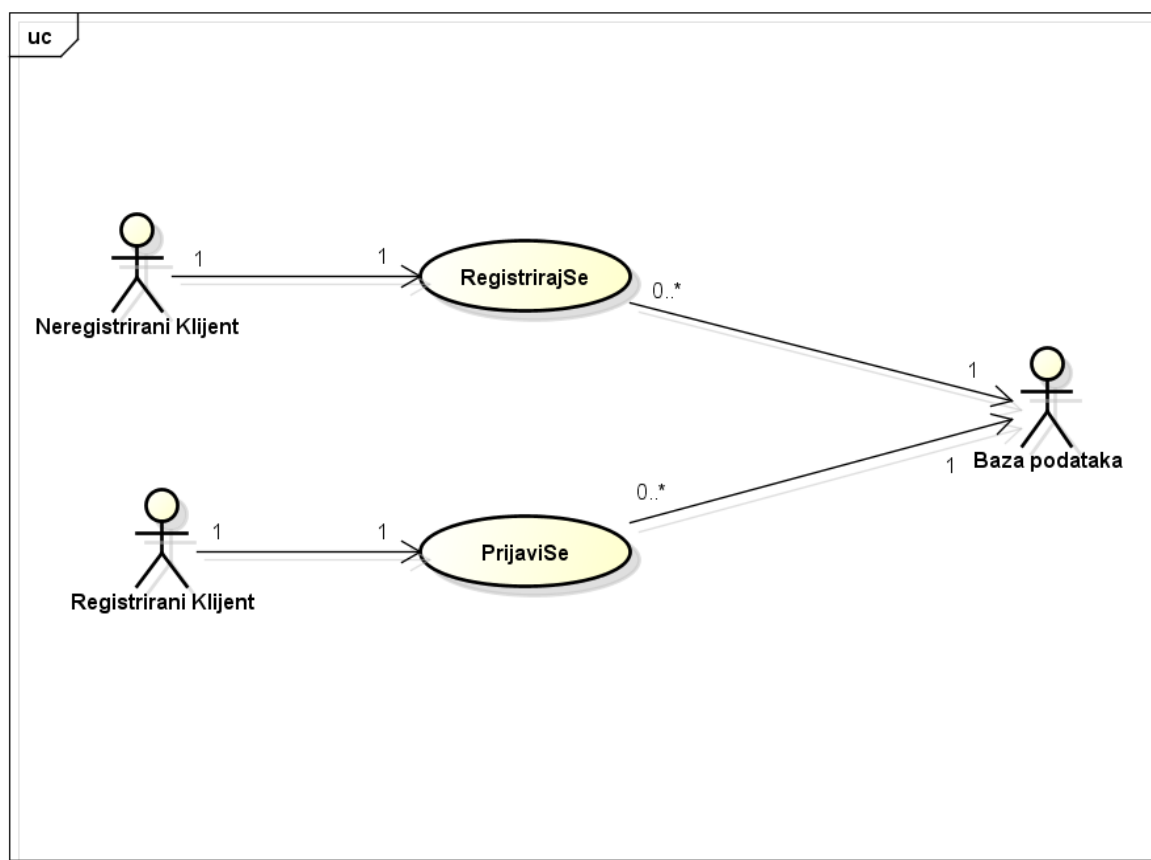 uc
1
1
RegistrirajSe
0..*
Neregistrirani Klijent
1
Baza podataka
1
0..*
1
1
PrijaviSe
Registrirani Klijent